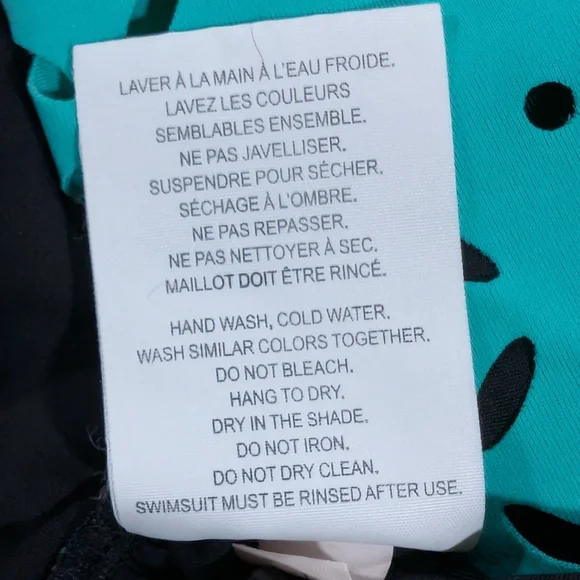 LAVER À LA MAIN À L'EAU FROIDE.
LAVEZ LES COULEURS
SEMBLABLES ENSEMBLE.
NE PAS JAVELLISER.
SUSPENDRE POUR SÉCHER.
SÉCHAGE À L'OMBRE.
NE PAS REPASSER.
NE PAS NETTOYER À SEC.
MAILLOT DOIT ÊTRE RINCÉ.
HAND WASH, COLD WATER.
WASH SIMILAR COLORS TOGETHER.
DO NOT BLEACH.
HANG TO DRY.
DRY IN THE SHADE.
DO NOT IRON.
DO NOT DRY CLEAN.
SWIMSUIT MUST BE RINSED AFTER USE.